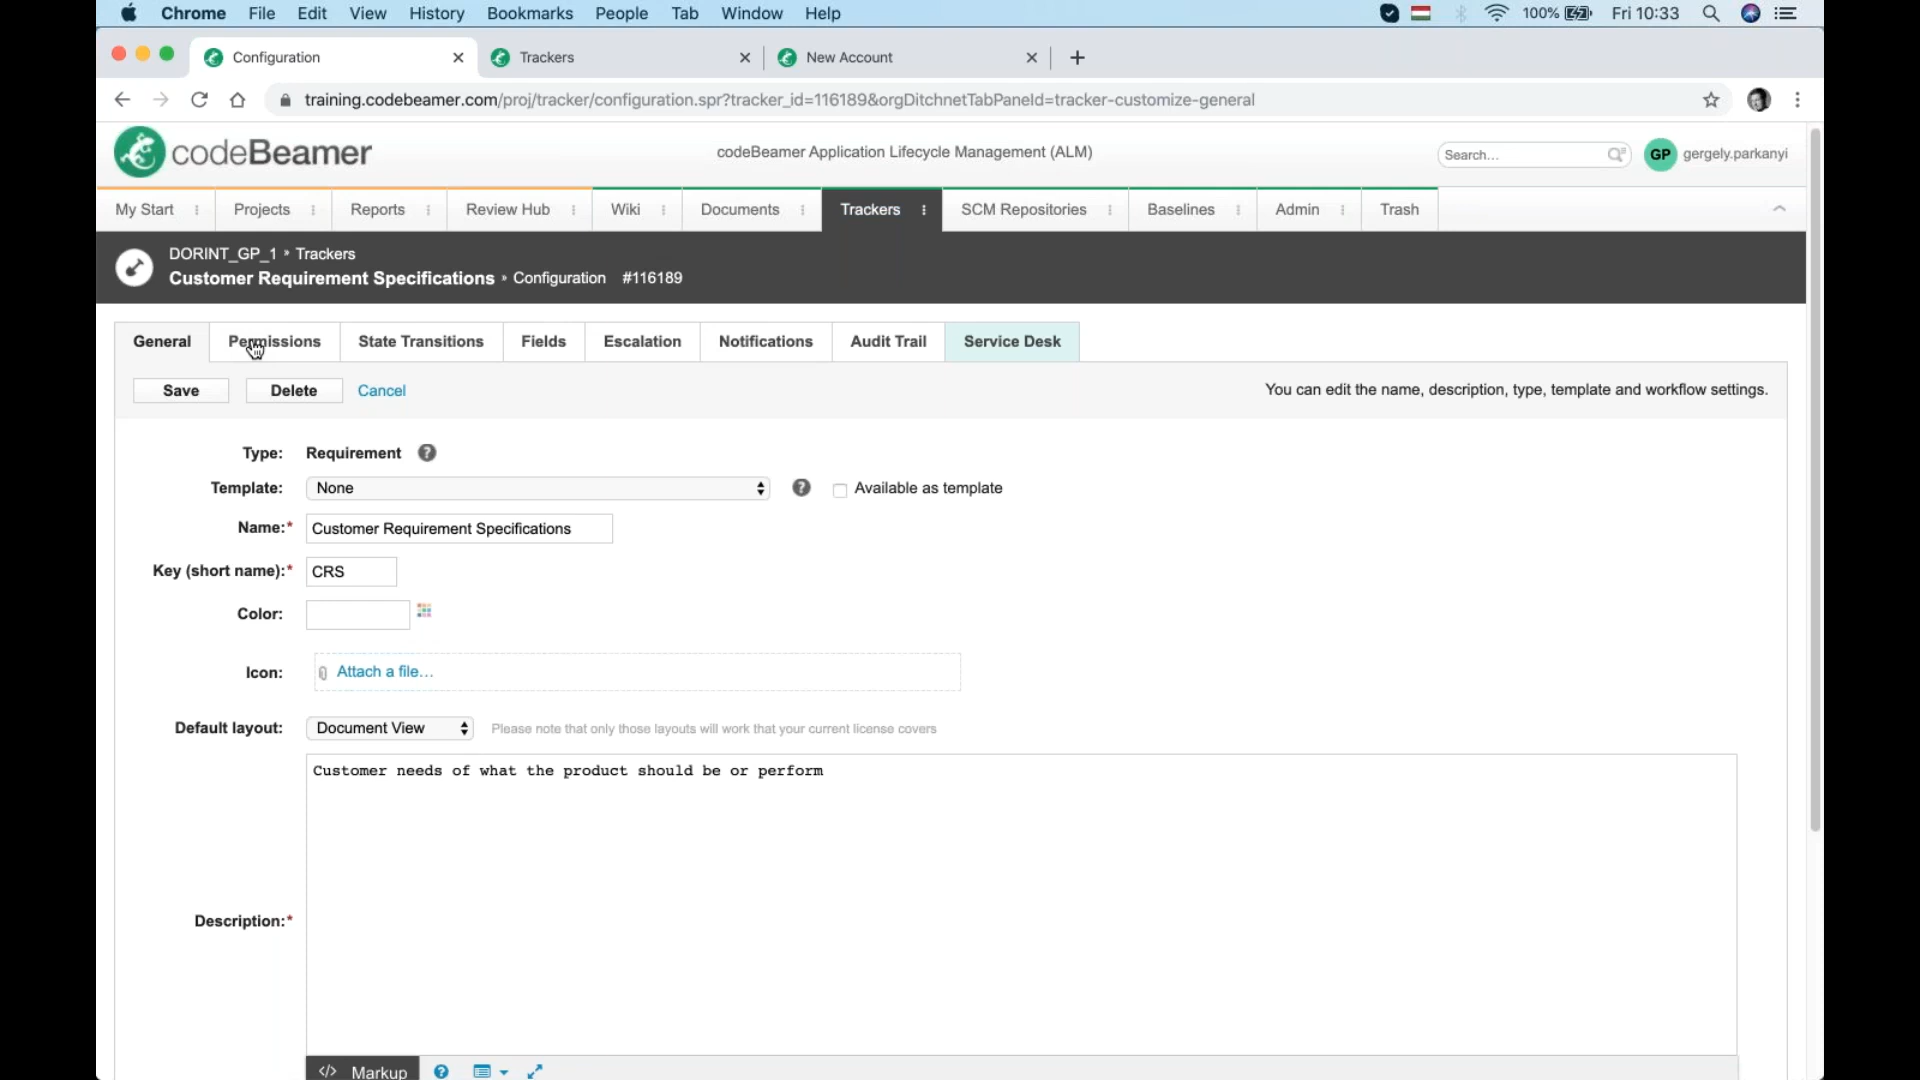 Chrome File Edit View History Bookmarks People Tab Window Help 100% Fri 10:33
Configuration Trackers New Account
training.codebeamer.com/proj/tracker/configuration.spr?tracker_id=116189&orgDitchnetTabPaneId=tracker-customize-general
codeBeamer codeBeamer Application Lifecycle Management (ALM) Search... GP gergely.parkanyi
My Start Projects Reports Review Hub Wiki Documents Trackers SCM Repositories Baselines Admin Trash
DORINT_GP_1 » Trackers
Customer Requirement Specifications » Configuration #116189
General Permissions State Transitions Fields Escalation Notifications Audit Trail Service Desk
Save Delete Cancel You can edit the name, description, type, template and workflow settings.
Type: Requirement ?
Template: None ? Available as template
Name:* Customer Requirement Specifications
Key (short name):* CRS
Color:
Icon: Attach a file...
Default layout: Document View Please note that only those layouts will work that your current license covers
Customer needs of what the product should be or perform
Description:*
</> Markup ?